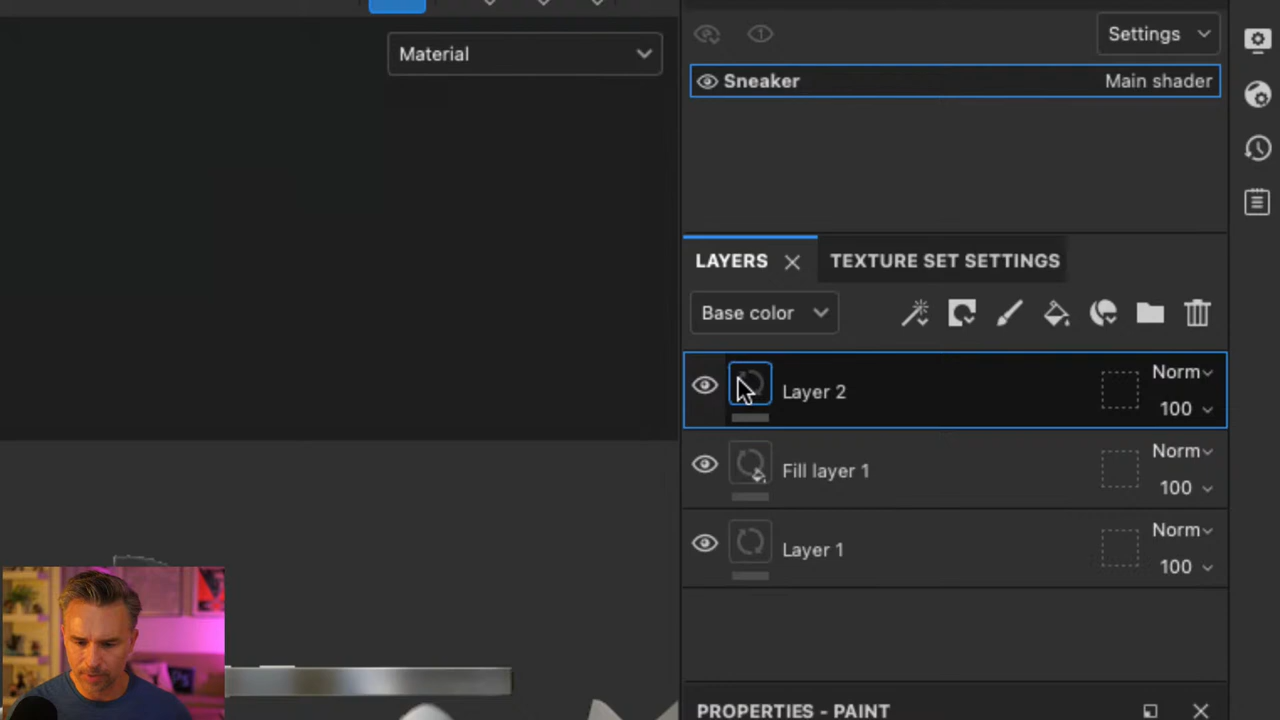 Settings
Material
Sneaker Main shader
LAYERS TEXTURE SET SETTINGS
Base color
Norm
Layer 2
100
Norm
Fill layer 1
100
Norm
Layer 1
100
PROPERTIES - PAINT